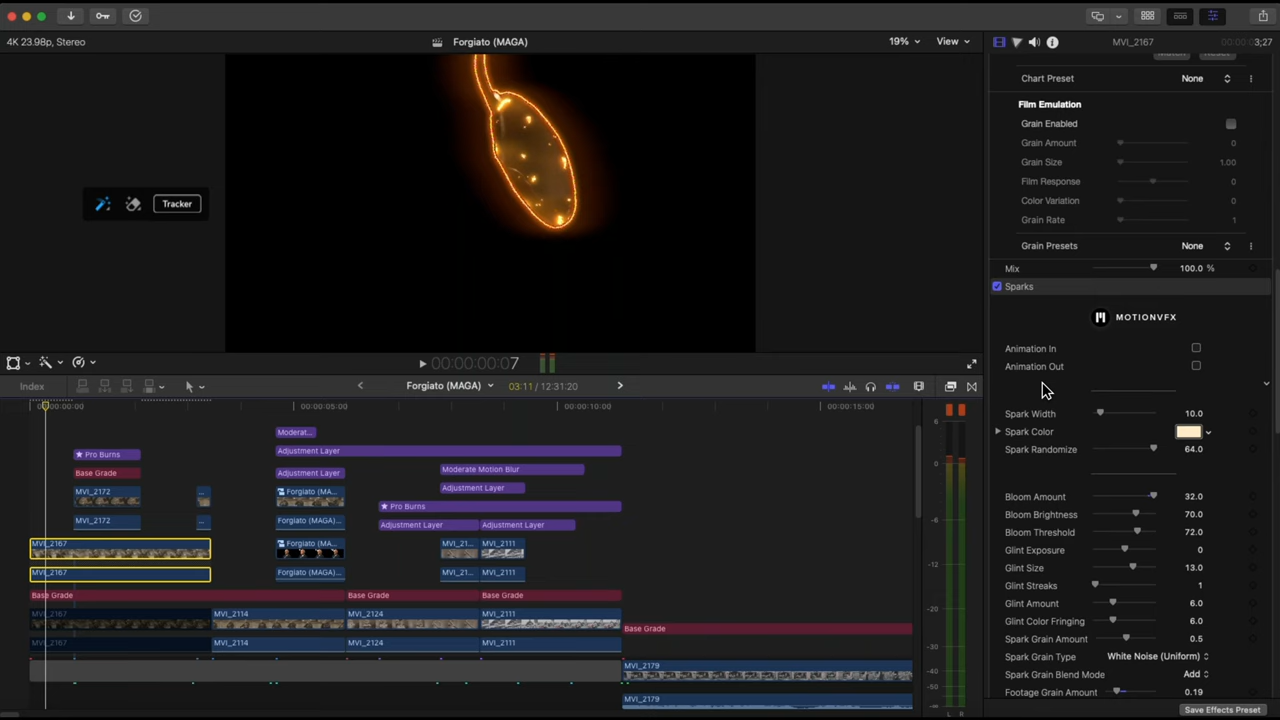 4K 23.98p, Stereo
Forgiato (MAGA)
19%
View
MVI_2167
00:00:0 3;27
Chart Preset None
Film Emulation
Grain Enabled
Grain Amount 0
Grain Size 1.00
Film Response 0
Color Variation 0
Grain Rate 1
Grain Presets None
Mix 100.0 %
Sparks
MOTIONVFX
Animation In
Animation Out
Spark Width 10.0
Spark Color
Spark Randomize 64.0
Bloom Amount 32.0
Bloom Brightness 70.0
Bloom Threshold 72.0
Glint Exposure 0
Glint Size 13.0
Glint Streaks 1
Glint Amount 6.0
Glint Color Fringing 6.0
Spark Grain Amount 0.5
Spark Grain Type White Noise (Uniform)
Spark Grain Blend Mode Add
Footage Grain Amount 0.19
Save Effects Preset
Tracker
00:00:00:07
Index
Forgiato (MAGA) 03:11 / 12:31:20
00:00:00:00 00:00:05:00 00:00:10:00 00:00:15:00
Moderat...
Adjustment Layer
Pro Burns
Base Grade
Adjustment Layer
Moderate Motion Blur
Adjustment Layer
MVI_2172
...
Forgiato (MA...
Pro Burns
MVI_2172
...
Forgiato (MAGA)...
Adjustment Layer
Adjustment Layer
MVI_2167
Forgiato (MA...
MVI_21...
MVI_2111
MVI_2167
Forgiato (MAGA)...
MVI_21...
MVI_2111
Base Grade
Base Grade
Base Grade
MVI_2167
MVI_2114
MVI_2124
MVI_2111
Base Grade
MVI_2167
MVI_2114
MVI_2124
MVI_2111
MVI_2179
MVI_2179
6
0
-6
-12
-20
-30
-40
-50
L R